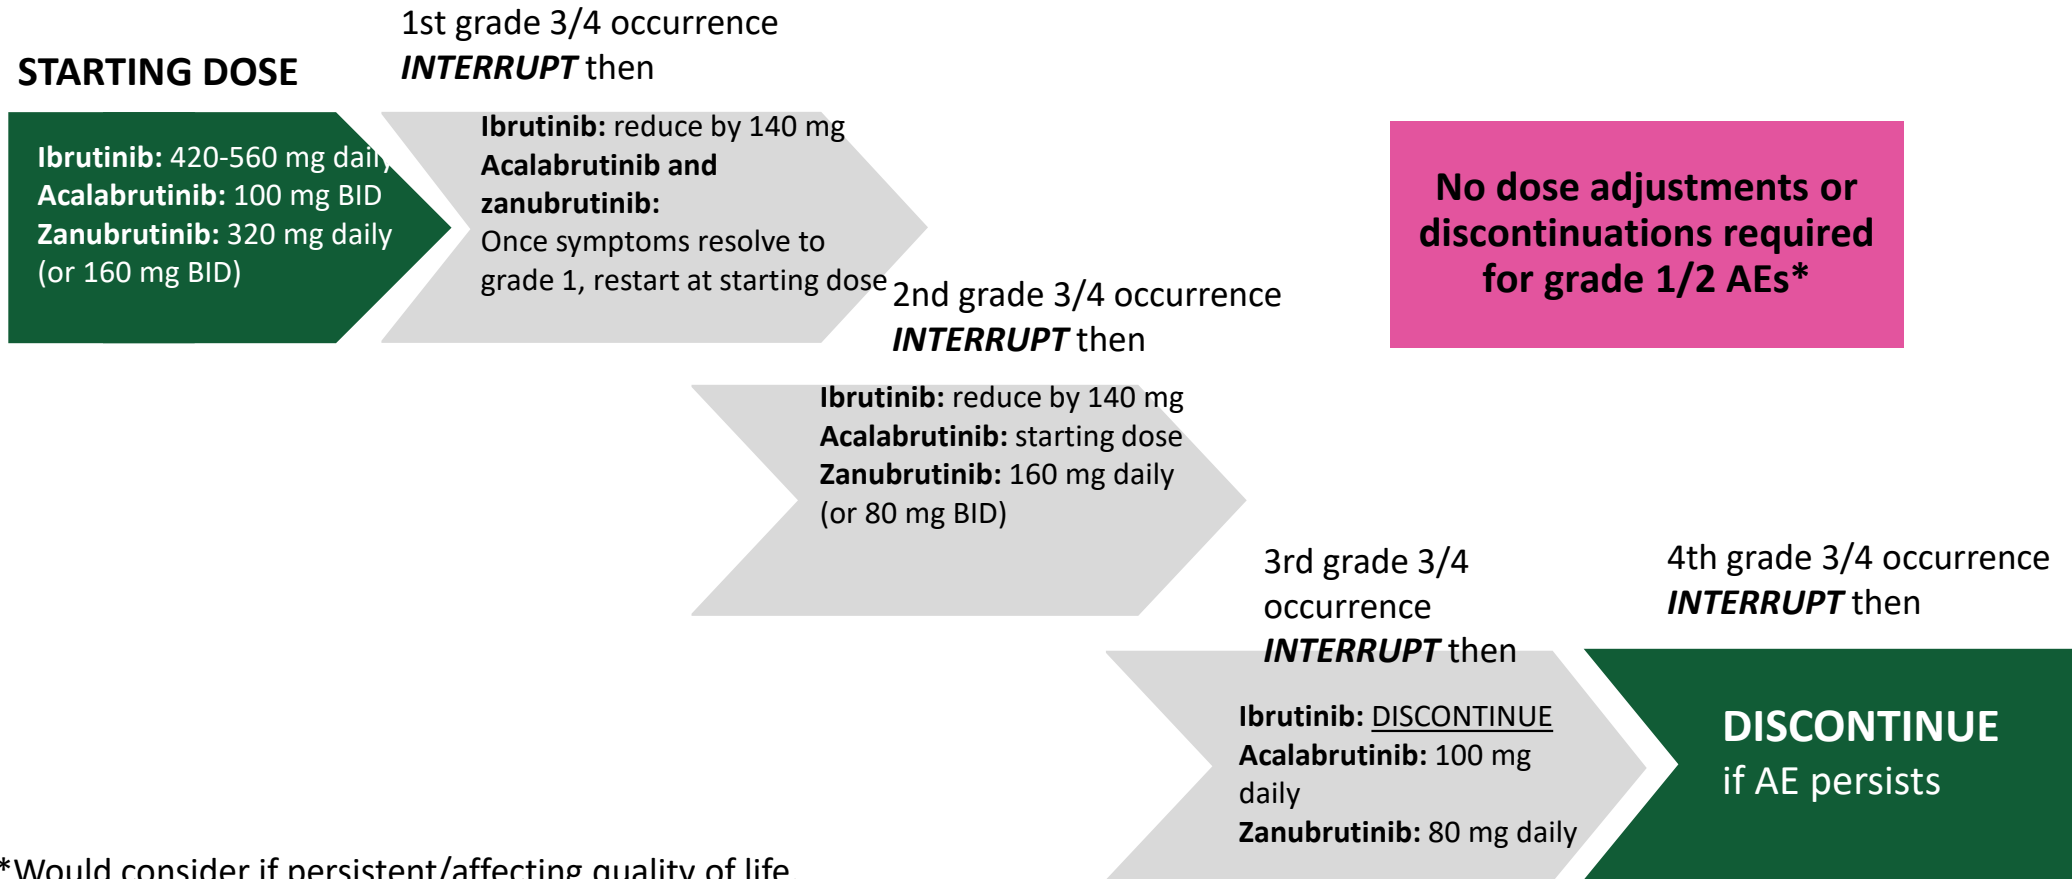 STARTING DOSE
Ibrutinib: 420-560 mg daily
Acalabrutinib: 100 mg BID
Zanubrutinib: 320 mg daily
(or 160 mg BID)
1st grade 3/4 occurrence
INTERRUPT then
Ibrutinib: reduce by 140 mg
Acalabrutinib and
zanubrutinib:
Once symptoms resolve to
grade 1, restart at starting dose
No dose adjustments or
discontinuations required
for grade 1/2 AEs*
2nd grade 3/4 occurrence
INTERRUPT then
Ibrutinib: reduce by 140 mg
Acalabrutinib: starting dose
Zanubrutinib: 160 mg daily
(or 80 mg BID)
3rd grade 3/4
occurrence
INTERRUPT then
Ibrutinib: DISCONTINUE
Acalabrutinib: 100 mg
daily
Zanubrutinib: 80 mg daily
4th grade 3/4 occurrence
INTERRUPT then
DISCONTINUE
if AE persists
*Would consider if persistent/affecting quality of life